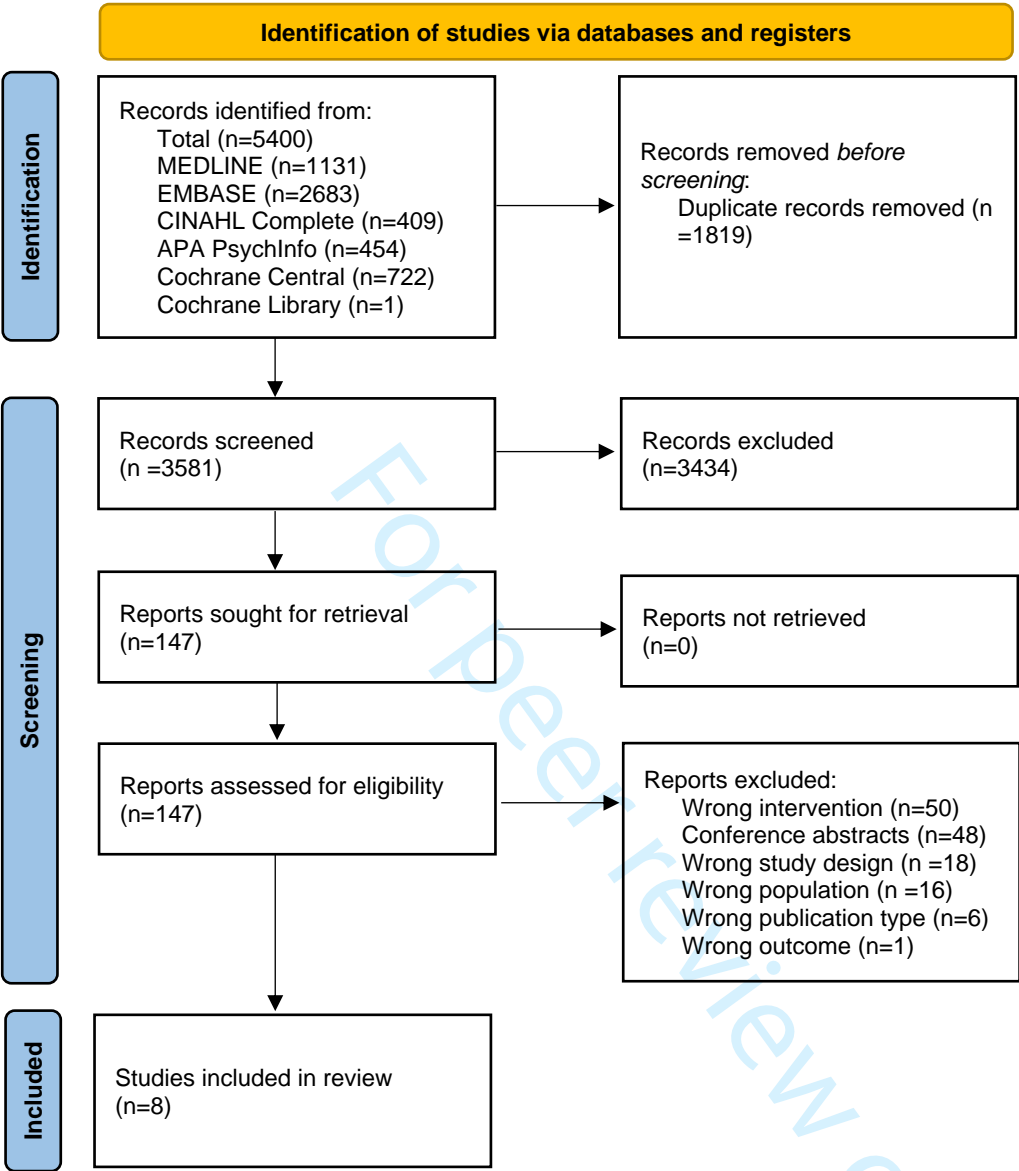 Identification of studies via databases and registers
Identification
Records identified from:
Total (n=5400)
MEDLINE (n=1131)
EMBASE (n=2683)
CINAHL Complete (n=409)
APA PsychInfo (n=454)
Cochrane Central (n=722)
Cochrane Library (n=1)
Records removed before
screening:
Duplicate records removed (n
=1819)
Screening
Records screened
(n =3581)
Records excluded
(n=3434)
Reports sought for retrieval
(n=147)
Reports not retrieved
(n=0)
Reports assessed for eligibility
(n=147)
Reports excluded:
Wrong intervention (n=50)
Conference abstracts (n=48)
Wrong study design (n =18)
Wrong population (n =16)
Wrong publication type (n=6)
Wrong outcome (n=1)
Included
Studies included in review
(n=8)
For peer review